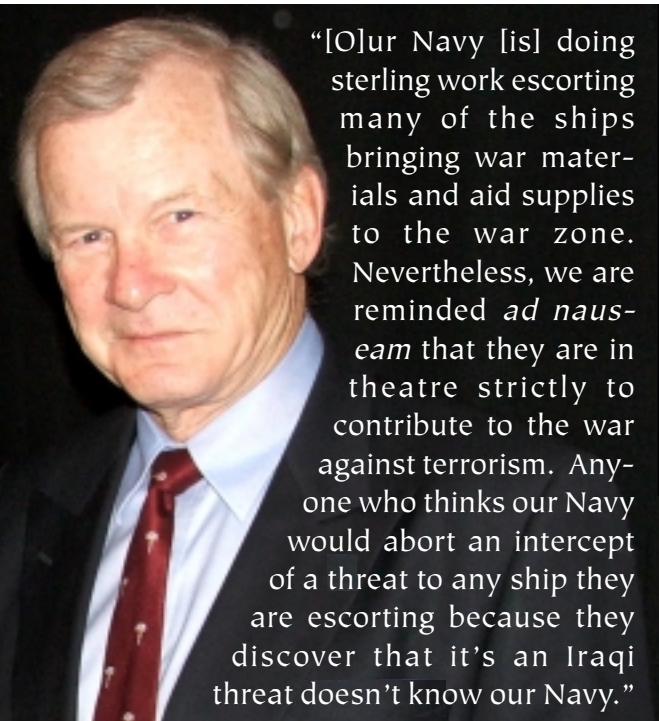 “[O]ur Navy [is] doing
sterling work escorting
many of the ships
bringing war mater-
ials and aid supplies
to the war zone.
Nevertheless, we are
reminded ad naus-
eam that they are in
theatre strictly to
contribute to the war
against terrorism. Any-
one who thinks our Navy
would abort an intercept
of a threat to any ship they
are escorting because they
discover that it’s an Iraqi
threat doesn’t know our Navy.”